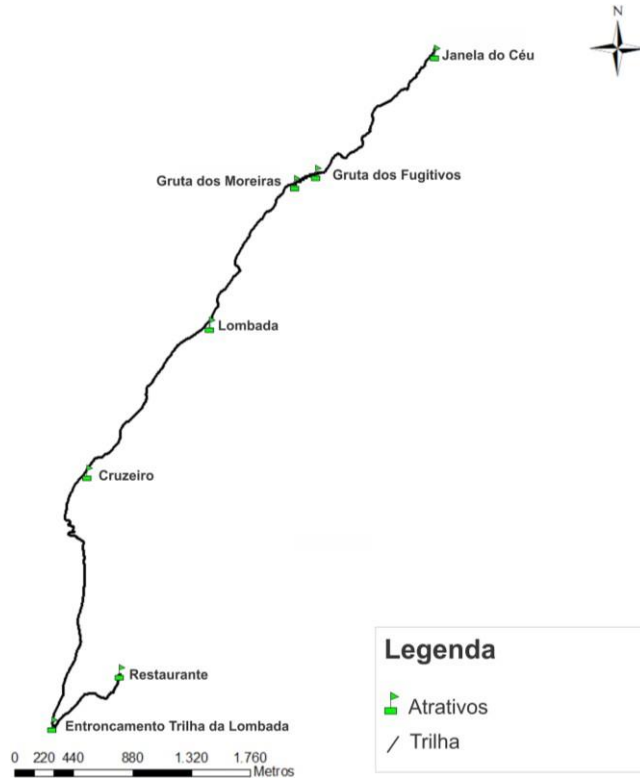 N
Janela do Céu
Gruta dos Moreiras
Gruta dos Fugitivos
Lombada
Cruzeiro
Restaurante
Entroncamento Trilha da Lombada
0 220 440 880 1.320 1.760
Metros
Legenda
Atrativos
Trilha